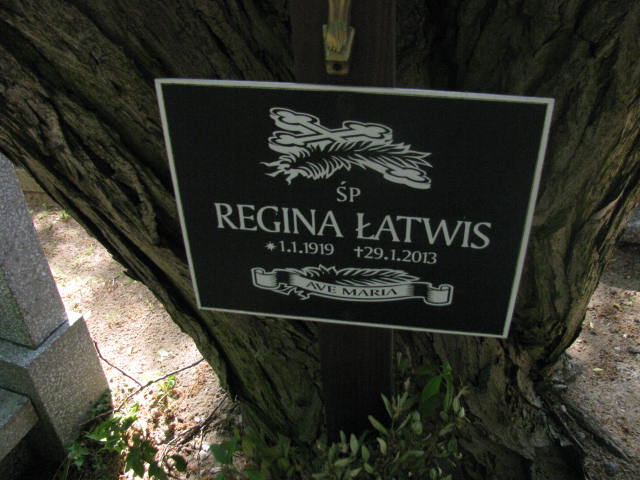 ŚP
REGINA ŁATWIS
*1.1.1919 †29.1.2013
AVE MARIA